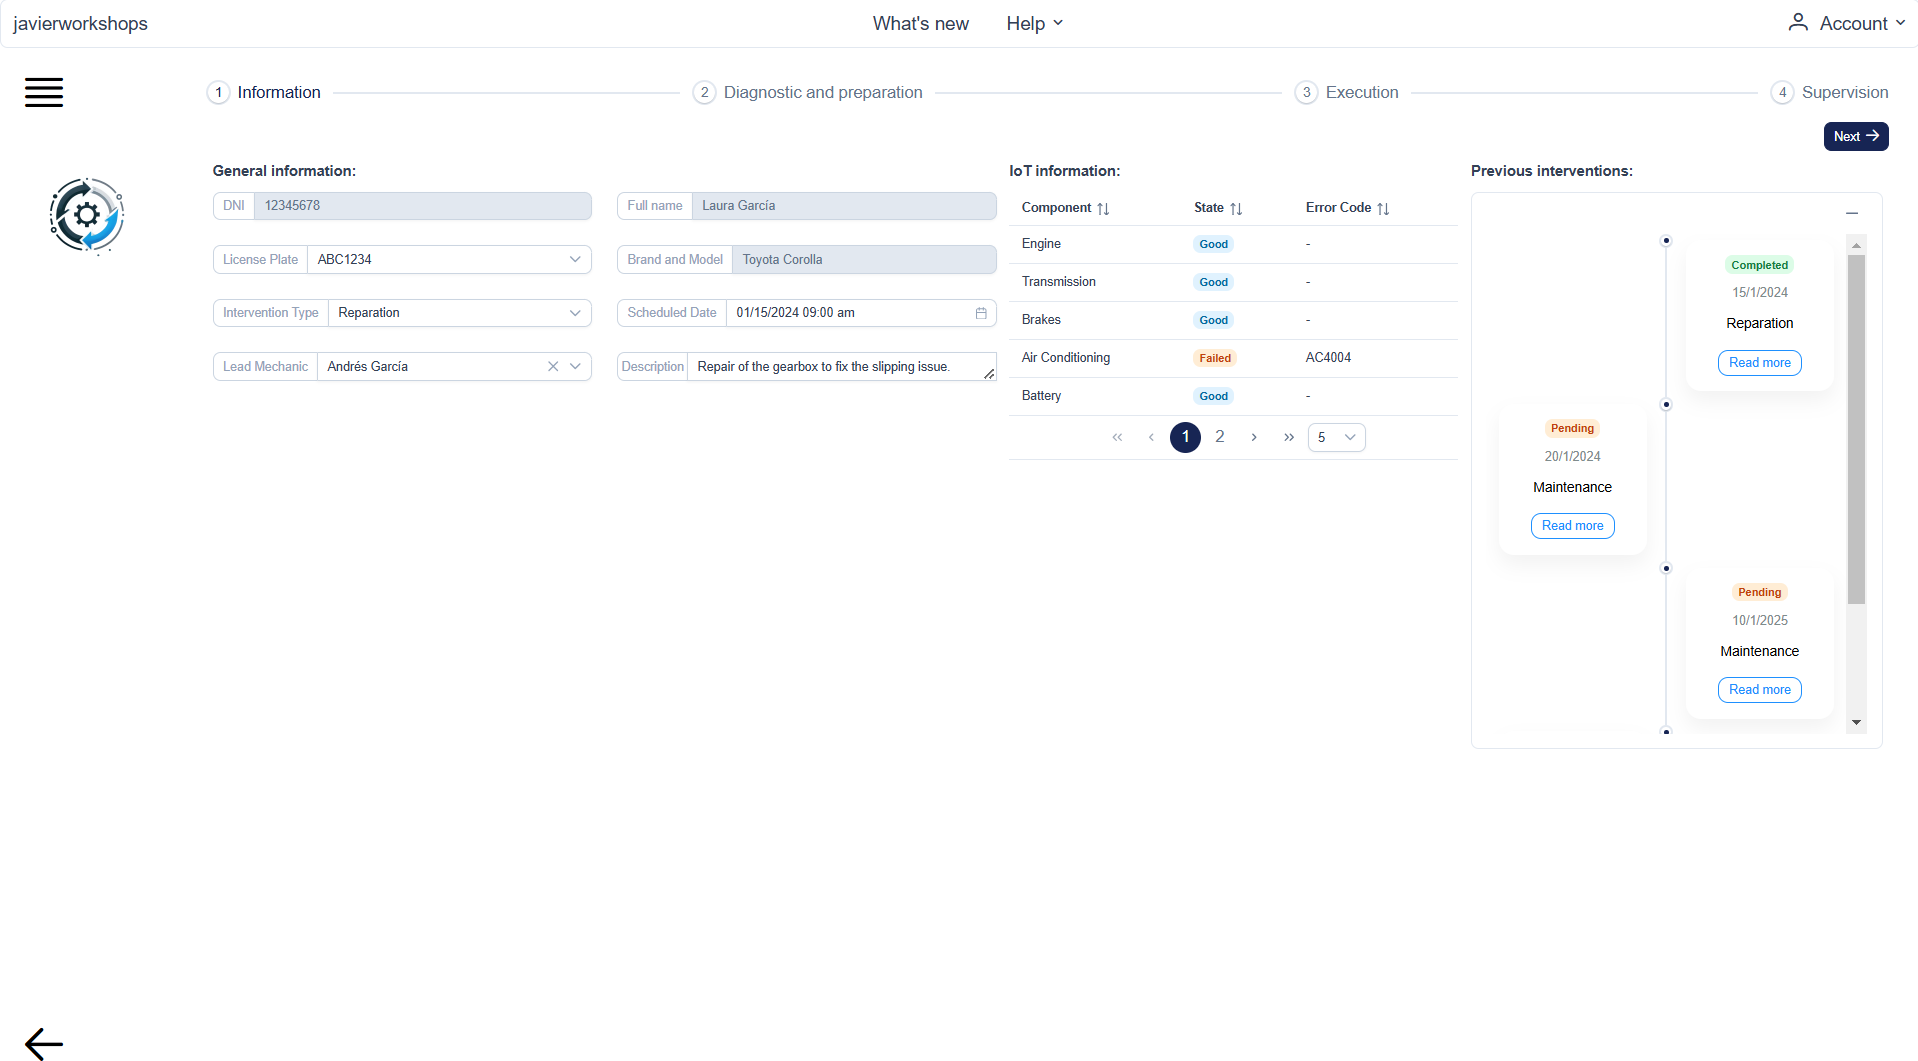 javierworkshops
What's new
Help
Account
1 Information
2 Diagnostic and preparation
3 Execution
4 Supervision
Next
General information:
DNI 12345678
Full name Laura García
License Plate ABC1234
Brand and Model Toyota Corolla
Intervention Type Reparation
Scheduled Date 01/15/2024 09:00 am
Lead Mechanic Andrés García
Description Repair of the gearbox to fix the slipping issue.
IoT information:
Component State Error Code
Engine Good -
Transmission Good -
Brakes Good -
Air Conditioning Failed AC4004
Battery Good -
« ‹ 1 2 › » 5
Previous interventions:
Completed
15/1/2024
Reparation
Read more
Pending
20/1/2024
Maintenance
Read more
Pending
10/1/2025
Maintenance
Read more